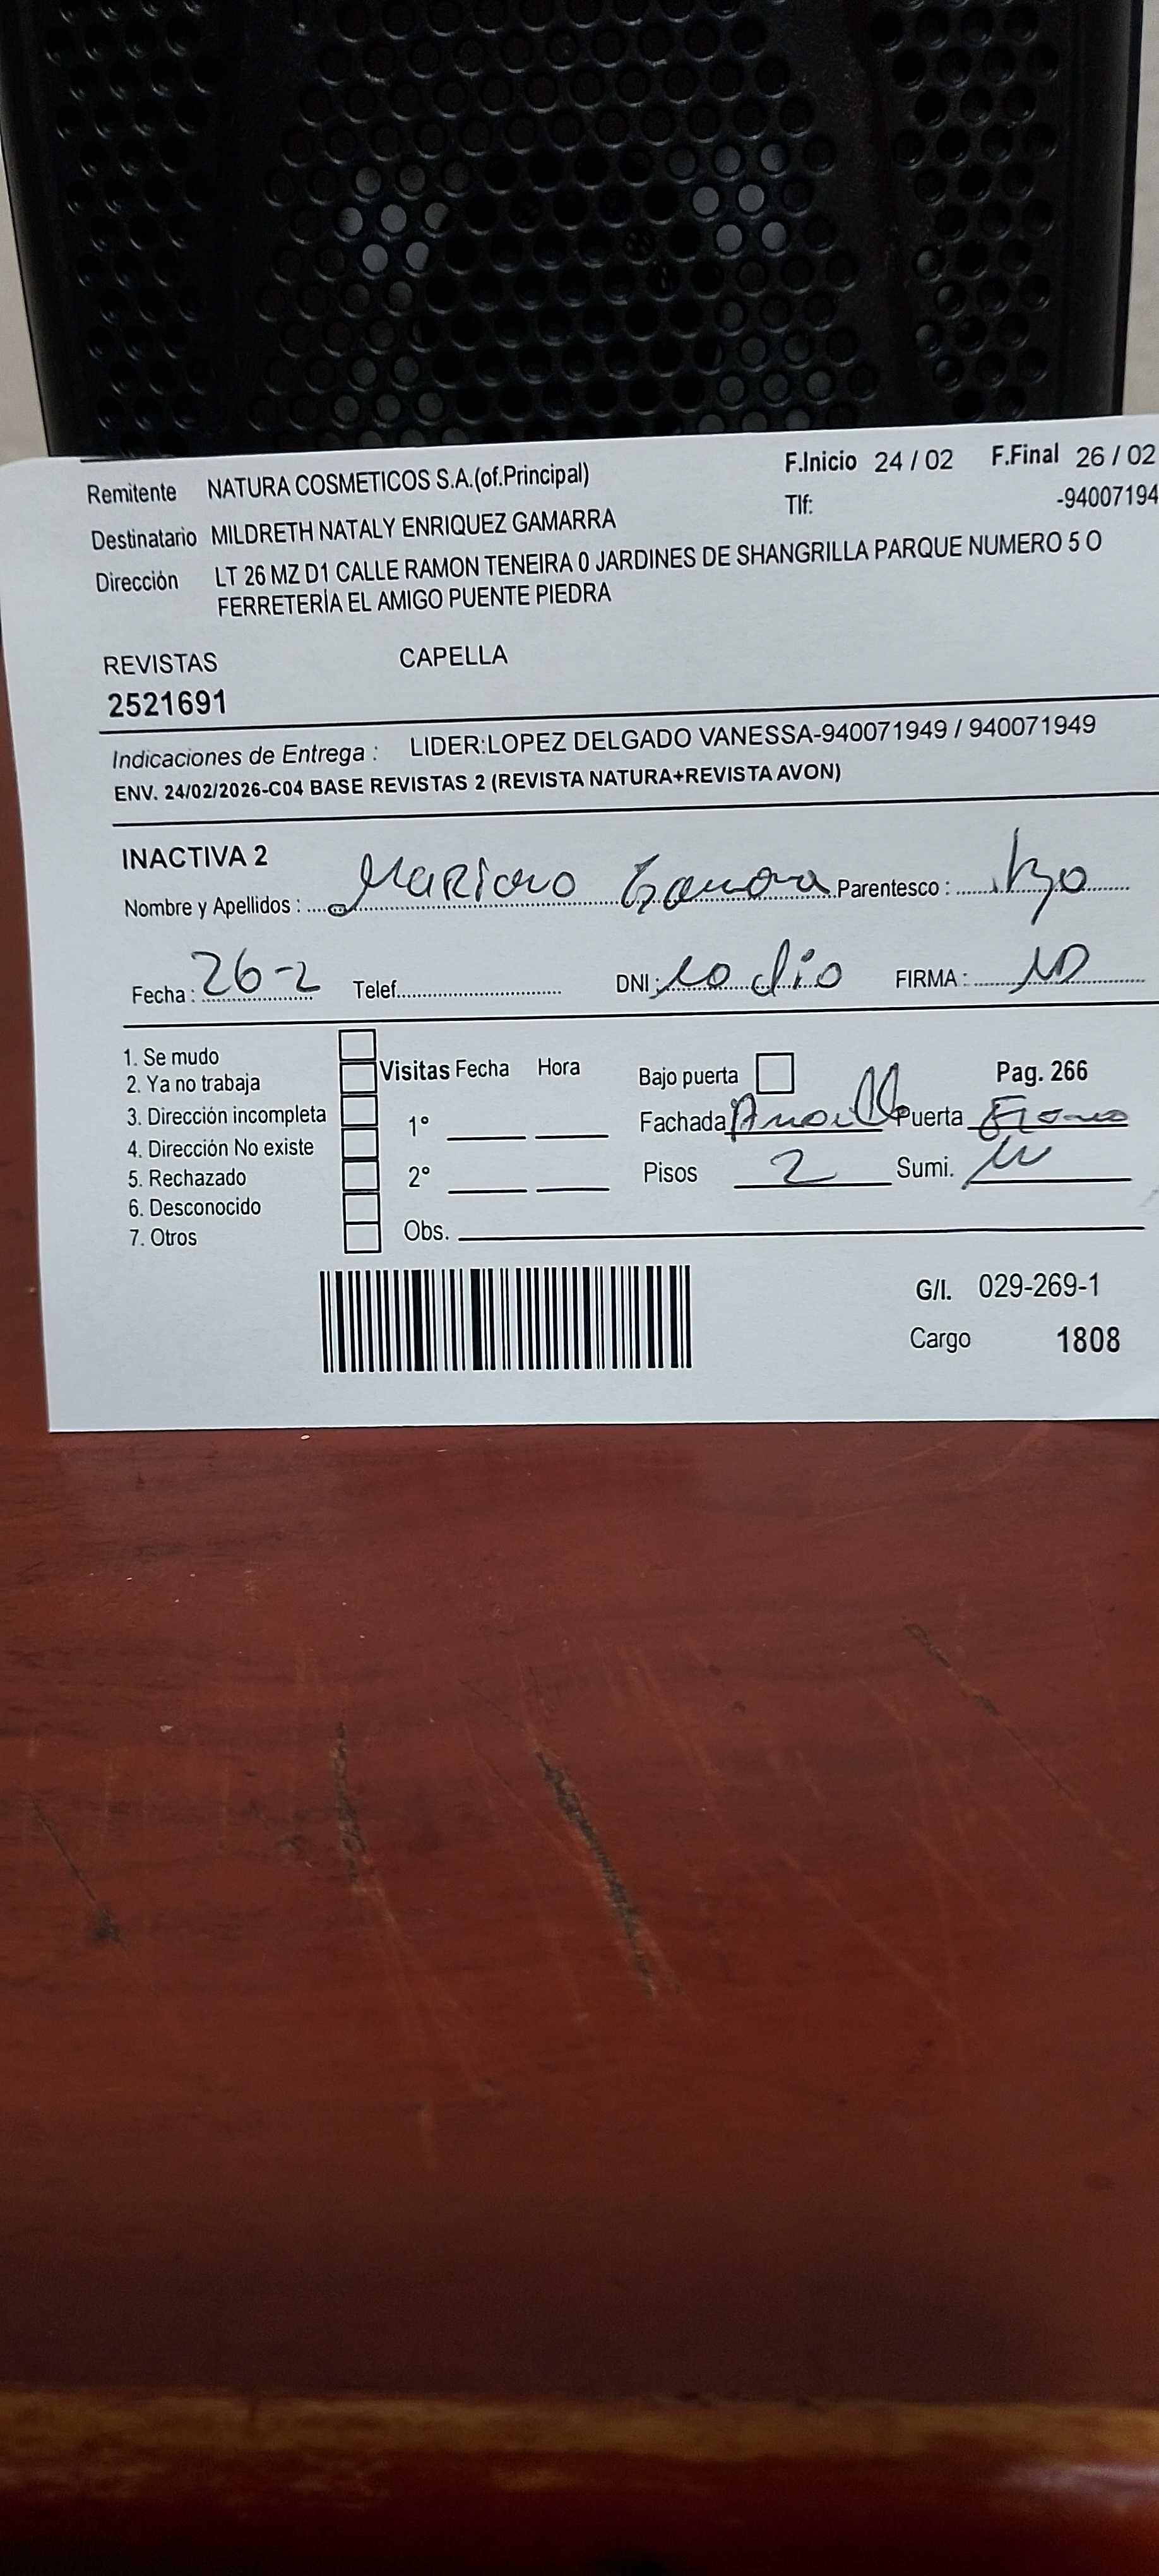 Remitente NATURA COSMETICOS S.A.(of.Principal) F.Inicio 24 / 02 F.Final 26 / 02
Tlf: -94007194
Destinatario MILDRETH NATALY ENRIQUEZ GAMARRA
Dirección LT 26 MZ D1 CALLE RAMON TENEIRA 0 JARDINES DE SHANGRILLA PARQUE NUMERO 5 O
FERRETERÍA EL AMIGO PUENTE PIEDRA
REVISTAS CAPELLA
2521691
Indicaciones de Entrega : LIDER:LOPEZ DELGADO VANESSA-940071949 / 940071949
ENV. 24/02/2026-C04 BASE REVISTAS 2 (REVISTA NATURA+REVISTA AVON)
INACTIVA 2
Nombre y Apellidos : Mariano Parentesco :
Fecha : 26-2 Telef. DNI : no dio FIRMA :
1. Se mudo
2. Ya no trabaja
3. Dirección incompleta
4. Dirección No existe
5. Rechazado
6. Desconocido
7. Otros
Visitas Fecha Hora
1°
2°
Obs.
Bajo puerta Pag. 266
Fachada Puerta
Pisos 2 Sumi.
G/I. 029-269-1
Cargo 1808